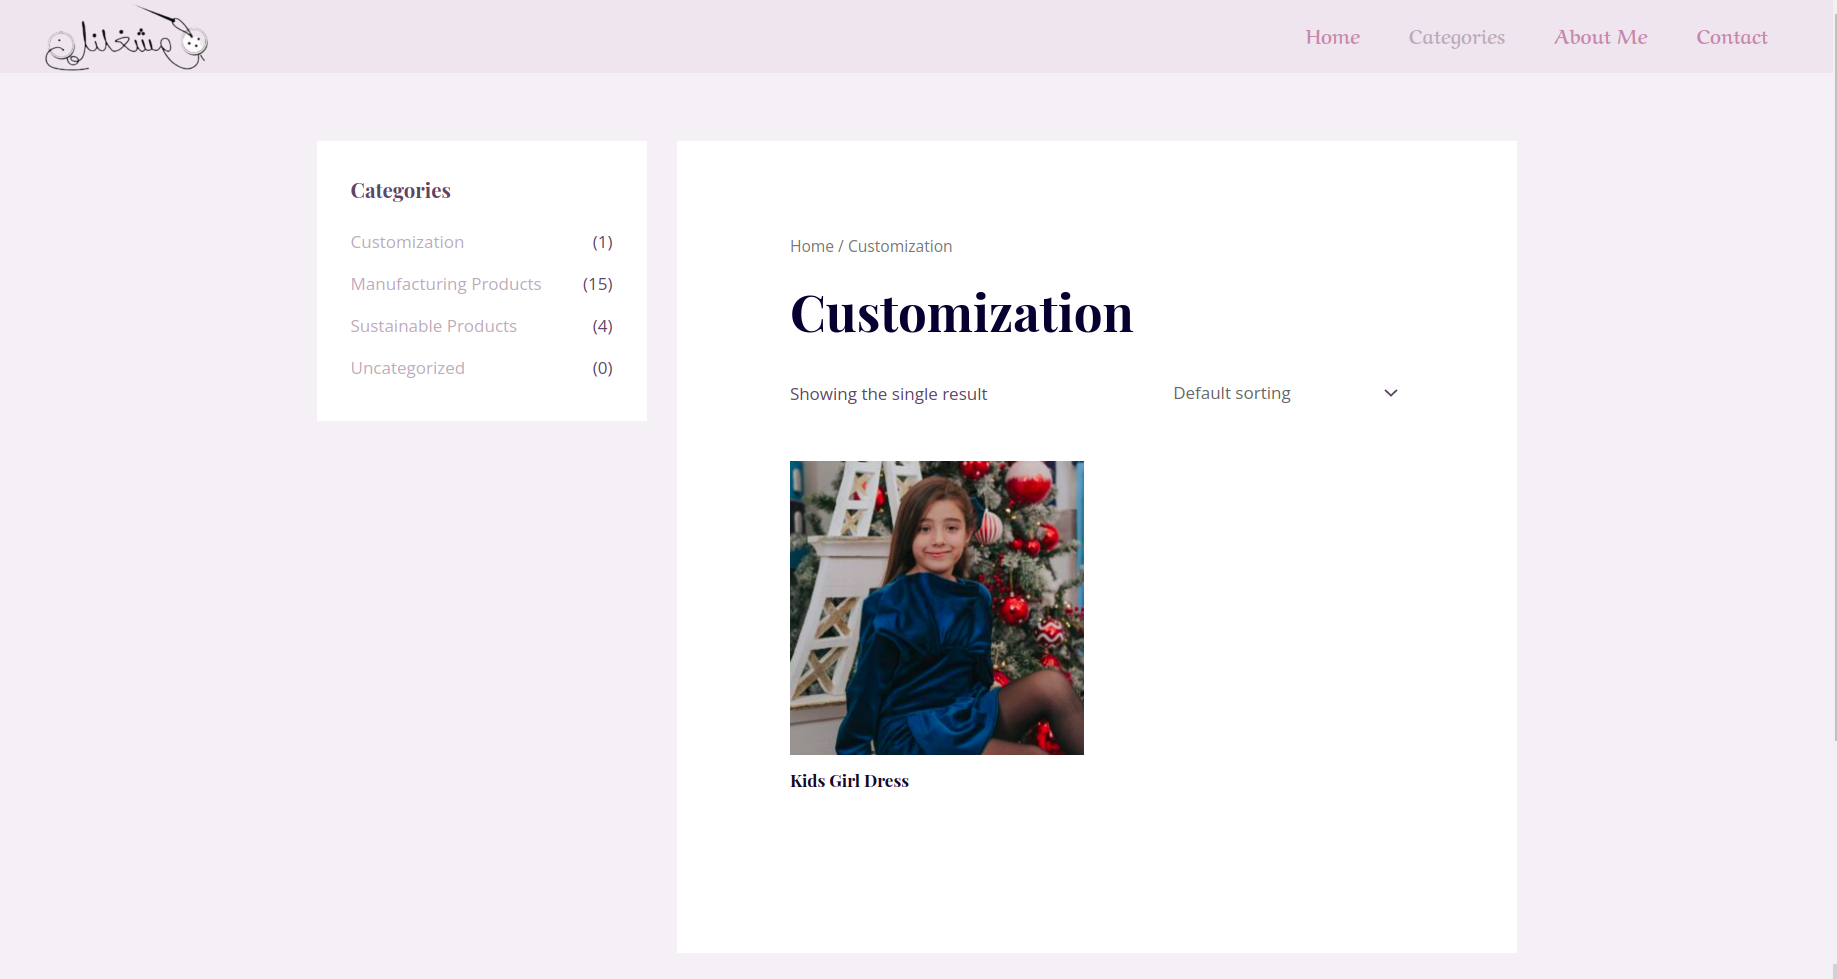 مشغلنا
Home
Categories
About Me
Contact
Categories
Customization (1)
Manufacturing Products (15)
Sustainable Products (4)
Uncategorized (0)
Home / Customization
Customization
Showing the single result
Default sorting
Kids Girl Dress